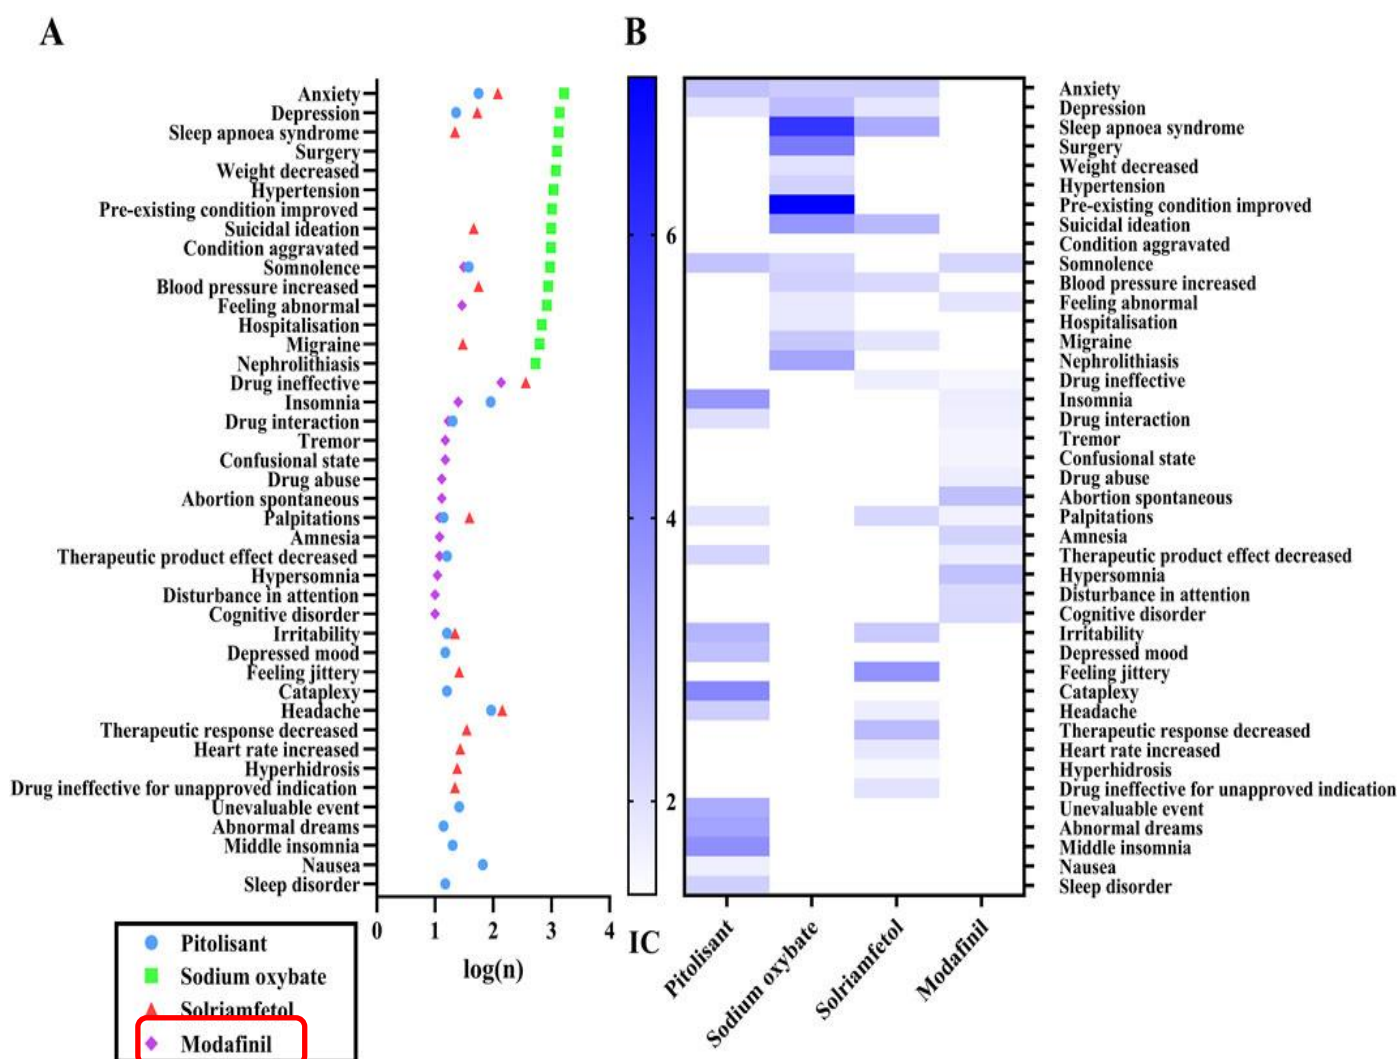 A
B
Anxiety
Depression
Sleep apnoea syndrome
Surgery
Weight decreased
Hypertension
Pre-existing condition improved
Suicidal ideation
Condition aggravated
Somnolence
Blood pressure increased
Feeling abnormal
Hospitalisation
Migraine
Nephrolithiasis
Drug ineffective
Insomnia
Drug interaction
Tremor
Confusional state
Drug abuse
Abortion spontaneous
Palpitations
Amnesia
Therapeutic product effect decreased
Hypersomnia
Disturbance in attention
Cognitive disorder
Irritability
Depressed mood
Feeling jittery
Cataplexy
Headache
Therapeutic response decreased
Heart rate increased
Hyperhidrosis
Drug ineffective for unapproved indication
Unevaluable event
Abnormal dreams
Middle insomnia
Nausea
Sleep disorder
0 1 2 3 4
log(n)
Pitolisant
Sodium oxybate
Solriamfetol
Modafinil
6
4
2
IC
Anxiety
Depression
Sleep apnoea syndrome
Surgery
Weight decreased
Hypertension
Pre-existing condition improved
Suicidal ideation
Condition aggravated
Somnolence
Blood pressure increased
Feeling abnormal
Hospitalisation
Migraine
Nephrolithiasis
Drug ineffective
Insomnia
Drug interaction
Tremor
Confusional state
Drug abuse
Abortion spontaneous
Palpitations
Amnesia
Therapeutic product effect decreased
Hypersomnia
Disturbance in attention
Cognitive disorder
Irritability
Depressed mood
Feeling jittery
Cataplexy
Headache
Therapeutic response decreased
Heart rate increased
Hyperhidrosis
Drug ineffective for unapproved indication
Unevaluable event
Abnormal dreams
Middle insomnia
Nausea
Sleep disorder
Pitolisant
Sodium oxybate
Solriamfetol
Modafinil